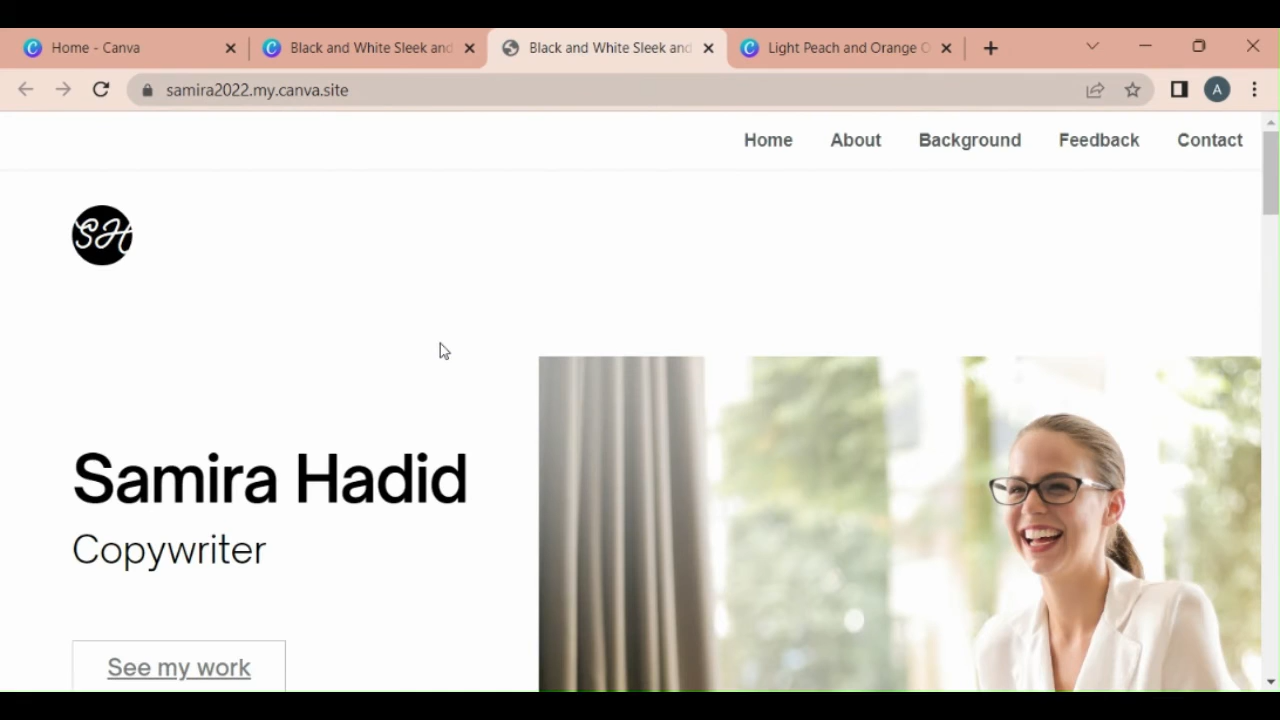 Home - Canva
Black and White Sleek and
Black and White Sleek and
Light Peach and Orange O
samira2022.my.canva.site
A
Home About Background Feedback Contact
SH
Samira Hadid
Copywriter
See my work